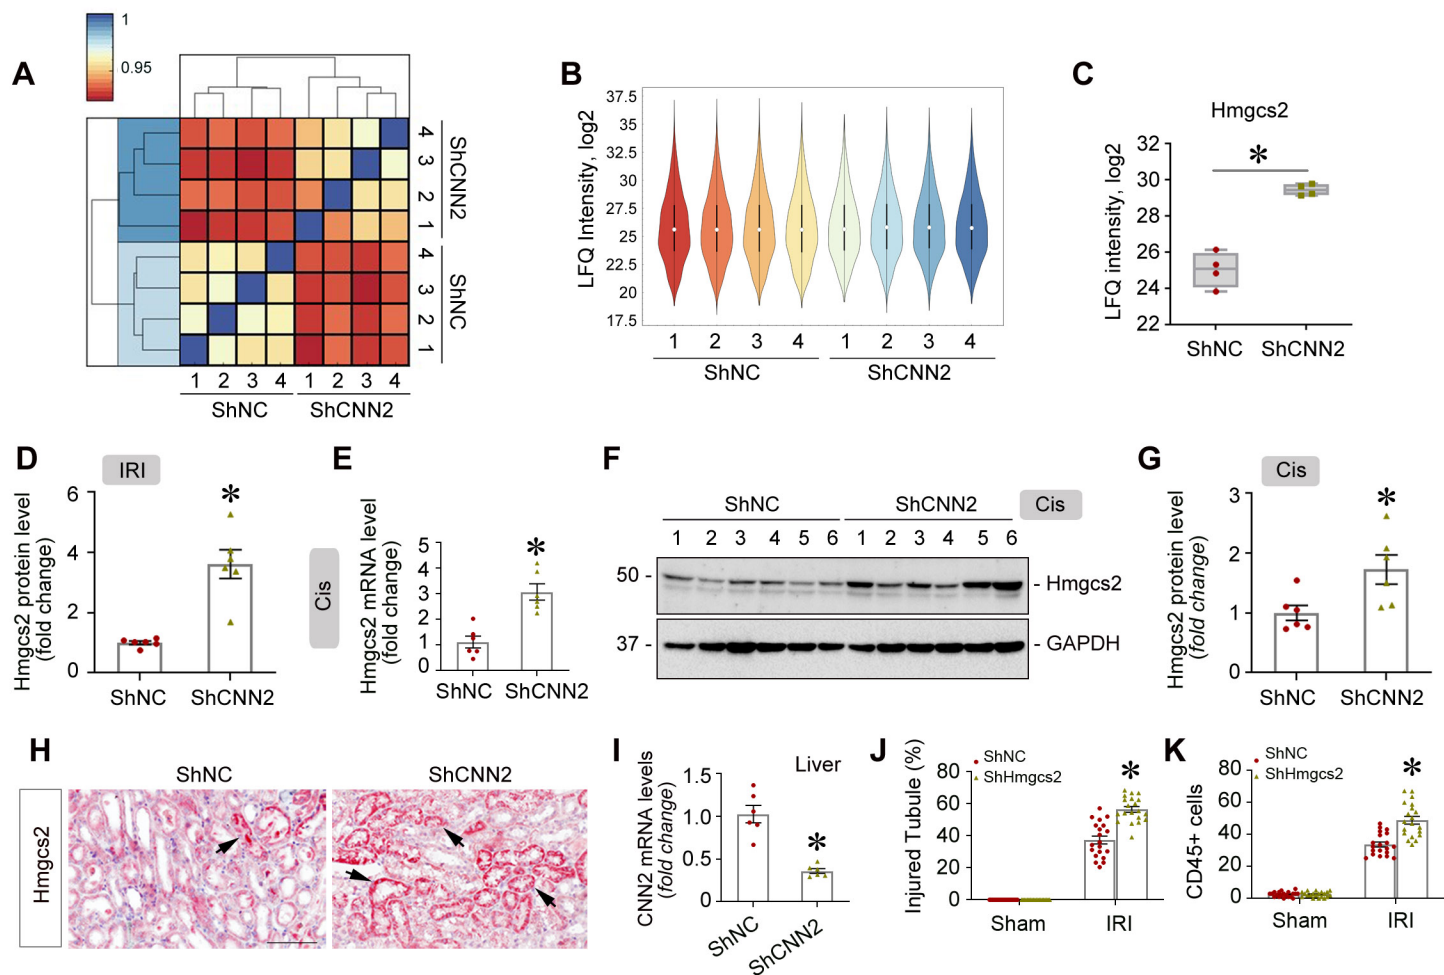 A
1
0.95
4
3
2
1
ShCNN2
4
3
2
1
ShNC
1 2 3 4 1 2 3 4
ShNC ShCNN2
B
LFQ Intensity, log2
37.5
35
32.5
30
27.5
25
22.5
20
17.5
1 2 3 4 1 2 3 4
ShNC ShCNN2
C
Hmgcs2
LFQ intensity, log2
32
30
28
26
24
22
*
ShNC ShCNN2
D
IRI
Hmgcs2 protein level
(fold change)
6
4
2
0
*
ShNC ShCNN2
E
Cis
Hmgcs2 mRNA level
(fold change)
5
4
3
2
1
0
*
ShNC ShCNN2
F
ShNC ShCNN2 Cis
1 2 3 4 5 6 1 2 3 4 5 6
50 - - Hmgcs2
37 - - GAPDH
G
Cis
Hmgcs2 protein level
(fold change)
3
2
1
0
*
ShNC ShCNN2
H
ShNC ShCNN2
Hmgcs2
I
Liver
CNN2 mRNA levels
(fold change)
1.5
1.0
0.5
0
*
ShNC
ShCNN2
J
Injured Tubule (%)
ShNC
ShHmgcs2
80
60
40
20
0
*
Sham IRI
K
CD45+ cells
ShNC
ShHmgcs2
80
60
40
20
0
*
Sham IRI